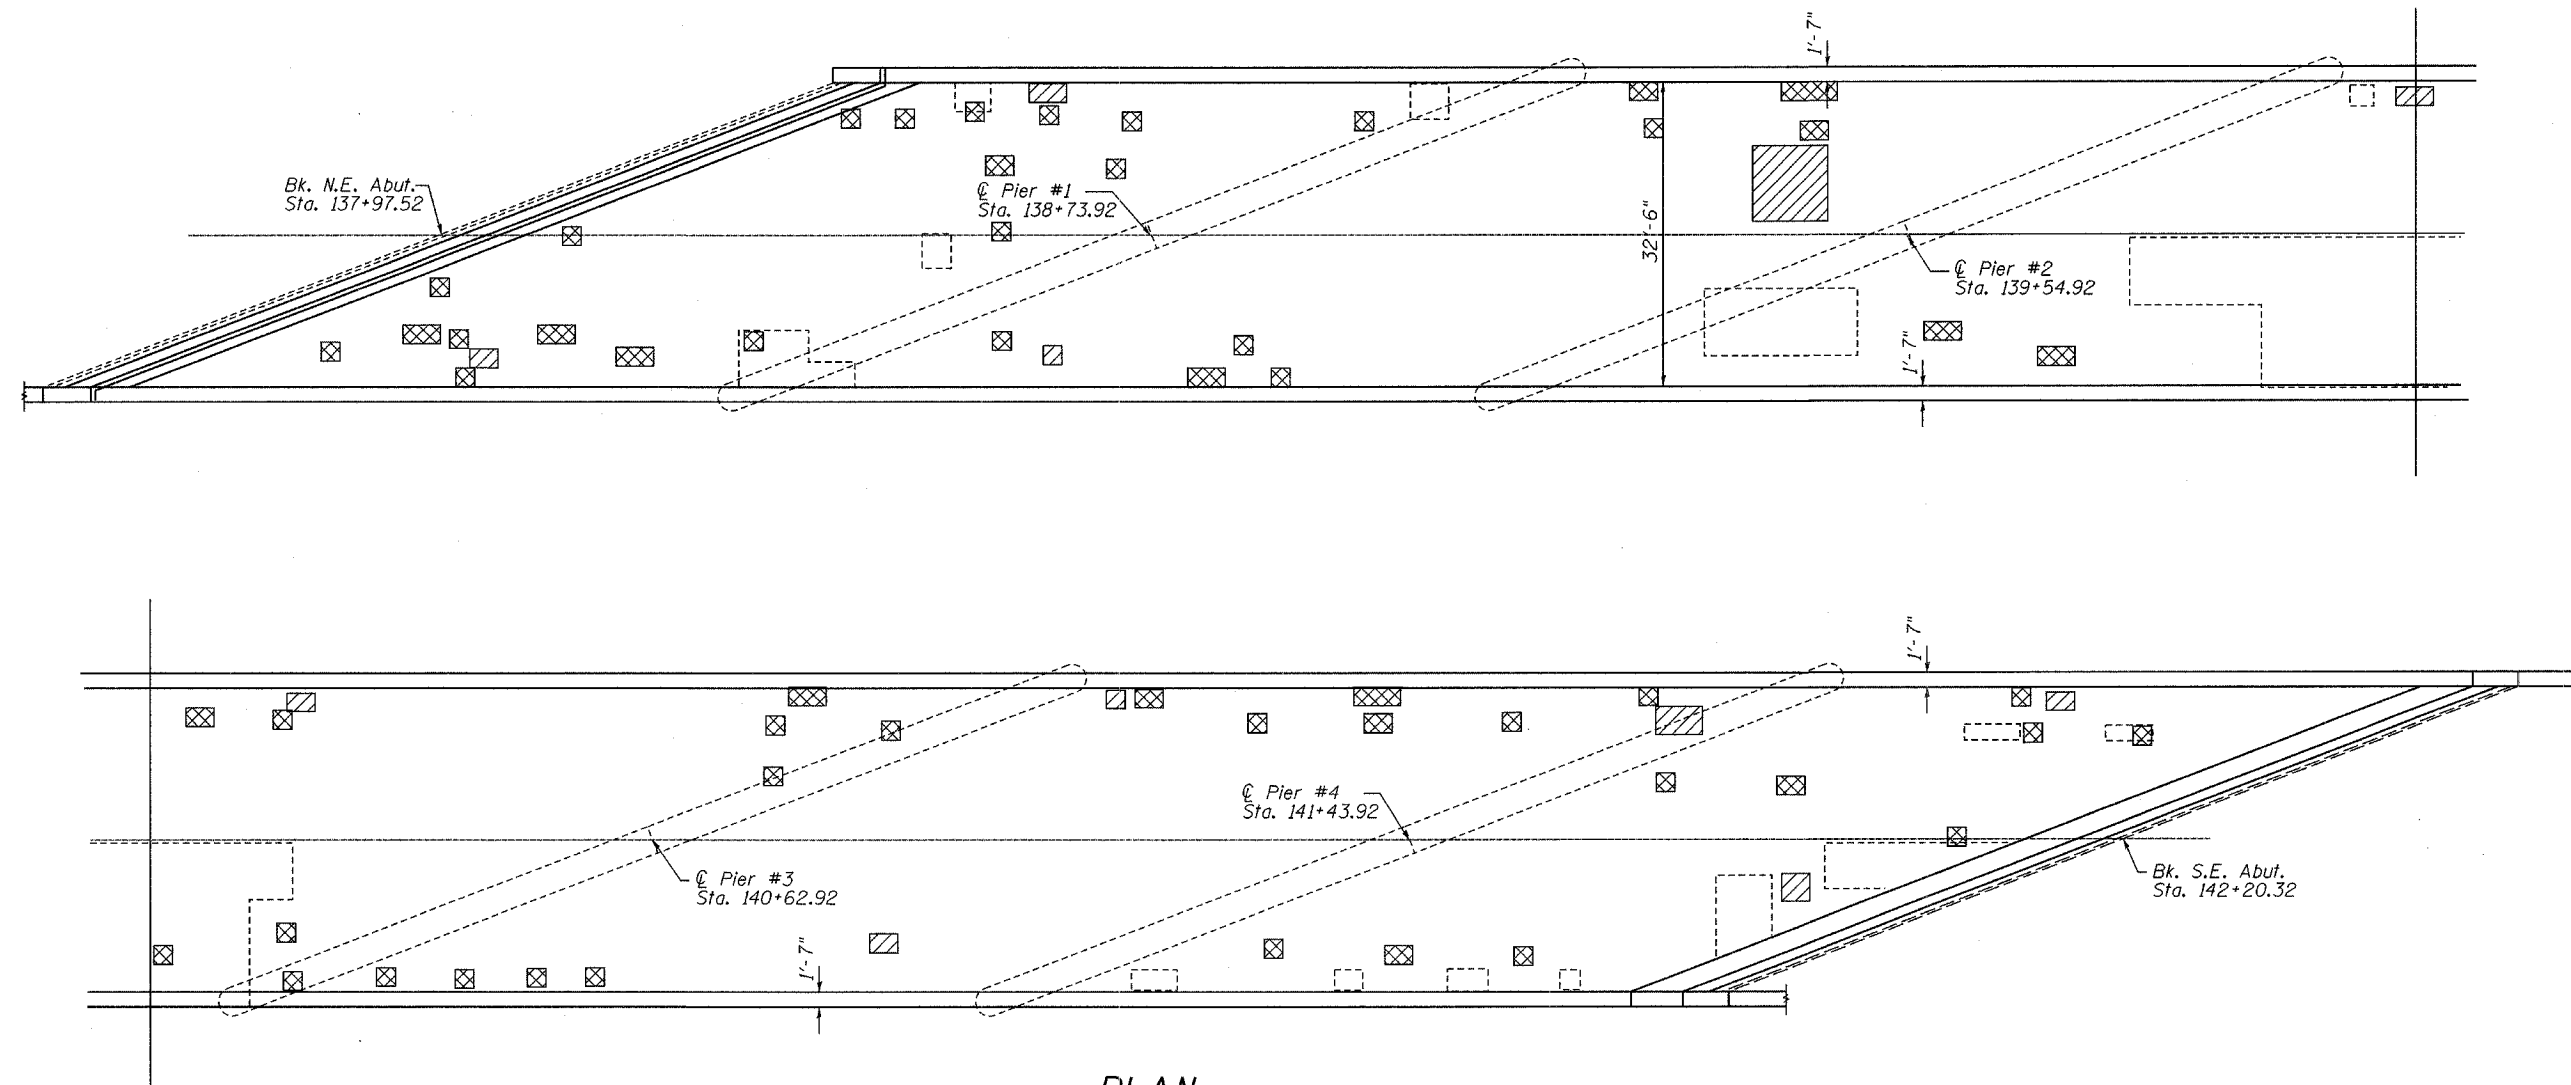 1'-7"
Bk. N.E. Abut.
Sta. 137+97.52
℄ Pier #1
Sta. 138+73.92
32'-6"
℄ Pier #2
Sta. 139+54.92
1'-7"
1'-7"
℄ Pier #4
Sta. 141+43.92
℄ Pier #3
Sta. 140+62.92
Bk. S.E. Abut.
Sta. 142+20.32
1'-7"
PLAN